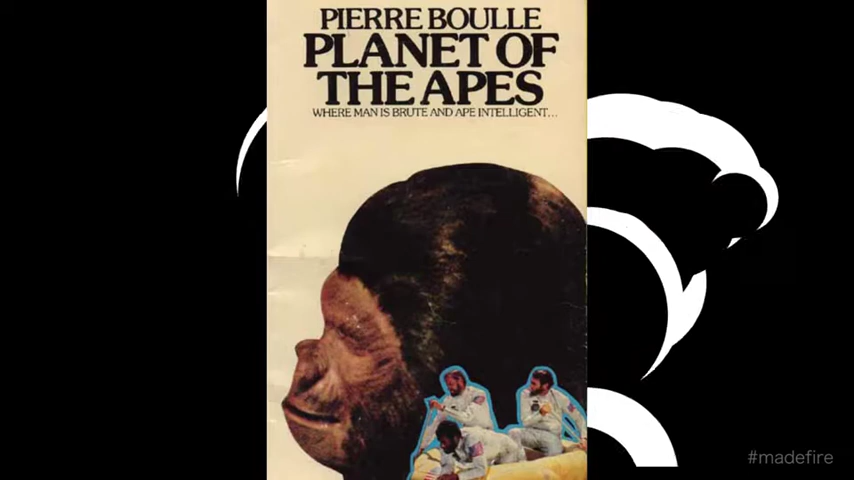 PIERRE BOULLE
PLANET OF
THE APES
WHERE MAN IS BRUTE AND APE INTELLIGENT...
#madefire